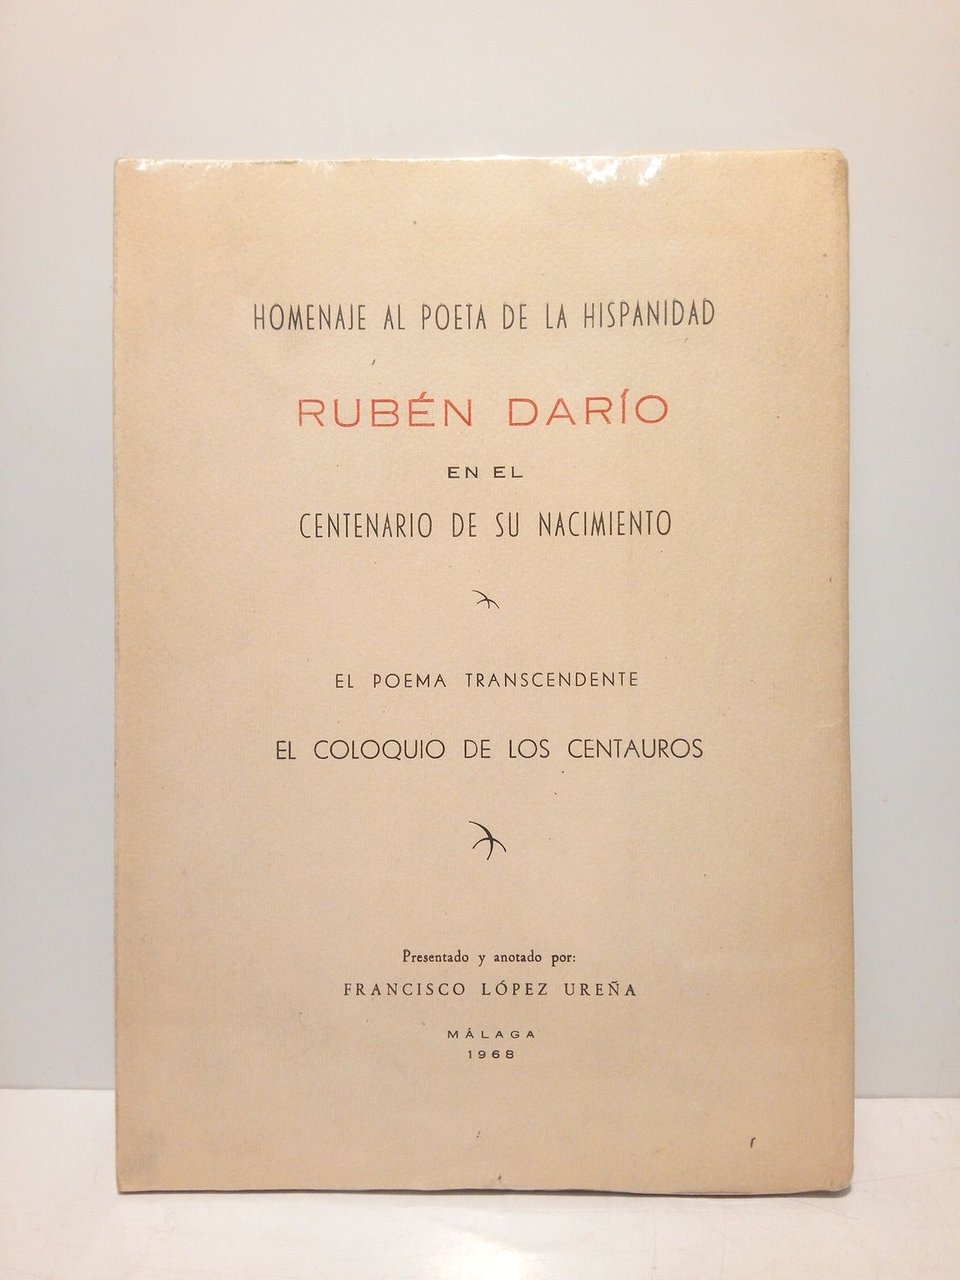 HOMENAJE AL POETA DE LA HISPANIDAD
RUBÉN DARÍO
EN EL
CENTENARIO DE SU NACIMIENTO
EL POEMA TRANSCENDENTE
EL COLOQUIO DE LOS CENTAUROS
Presentado y anotado por:
FRANCISCO LÓPEZ UREÑA
MÁLAGA
1968